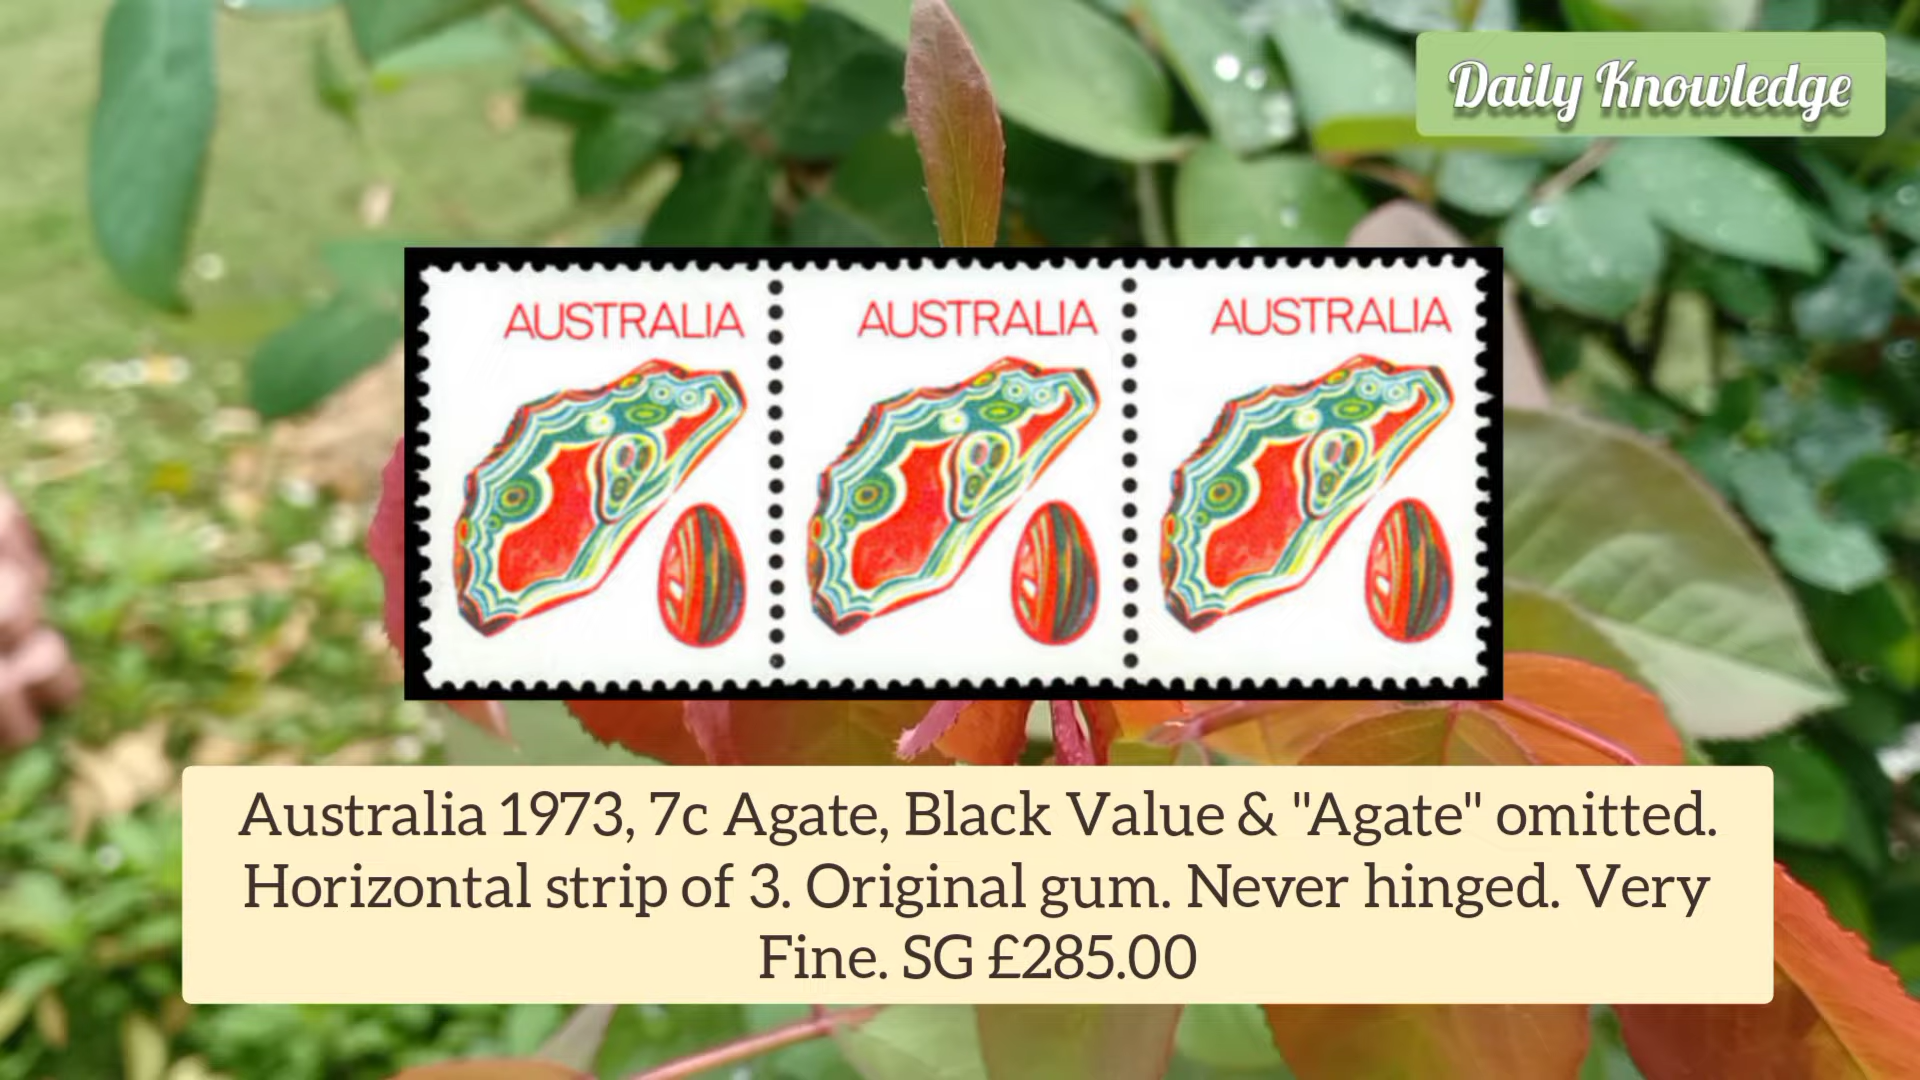 Daily Knowledge
AUSTRALIA AUSTRALIA AUSTRALIA
Australia 1973, 7c Agate, Black Value & "Agate" omitted.
Horizontal strip of 3. Original gum. Never hinged. Very
Fine. SG £285.00